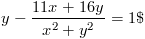 y - \frac{11x + 16y}{x^2 + y^2} = 1$